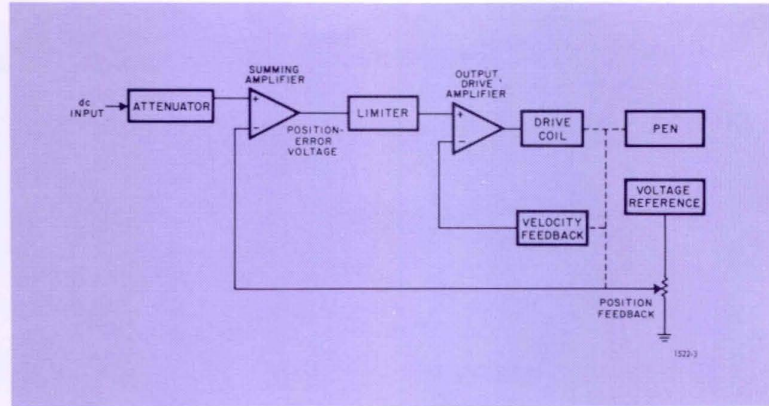 SUMMING
AMPLIFIER
OUTPUT
DRIVE
AMPLIFIER
dc
INPUT
ATTENUATOR
+
−
POSITION-
ERROR
VOLTAGE
LIMITER
+
−
DRIVE
COIL
PEN
VOLTAGE
REFERENCE
VELOCITY
FEEDBACK
POSITION
FEEDBACK
1522-3